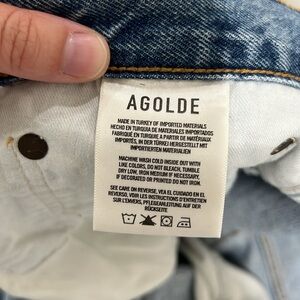 AGOLDE
MADE IN TURKEY OF IMPORTED MATERIALS
HECHO EN TURQUIA DE MATERIALES IMPORTADOS
FABRIQUÉ EN TURQUIE A PARTIR DE MATÉRIAUX
IMPORTÉS, IN DER TÜRKEI HERGESTELLT MIT
IMPORTIERTEN MATERIALIEN
MACHINE WASH COLD INSIDE OUT WITH
LIKE COLORS, DO NOT BLEACH, TUMBLE
DRY LOW, IRON MEDIUM IF NECESSARY,
IF DECORATED OR PRINTED DO NOT IRON.
SEE CARE ON REVERSE, VEA EL CUIDADO EN EL
REVERSO, VOIR LES INSTRUCTIONS D'ENTRETIEN
SUR L'ENVERS, PFLEGEANLEITUNG AUF DER
RÜCKSEITE